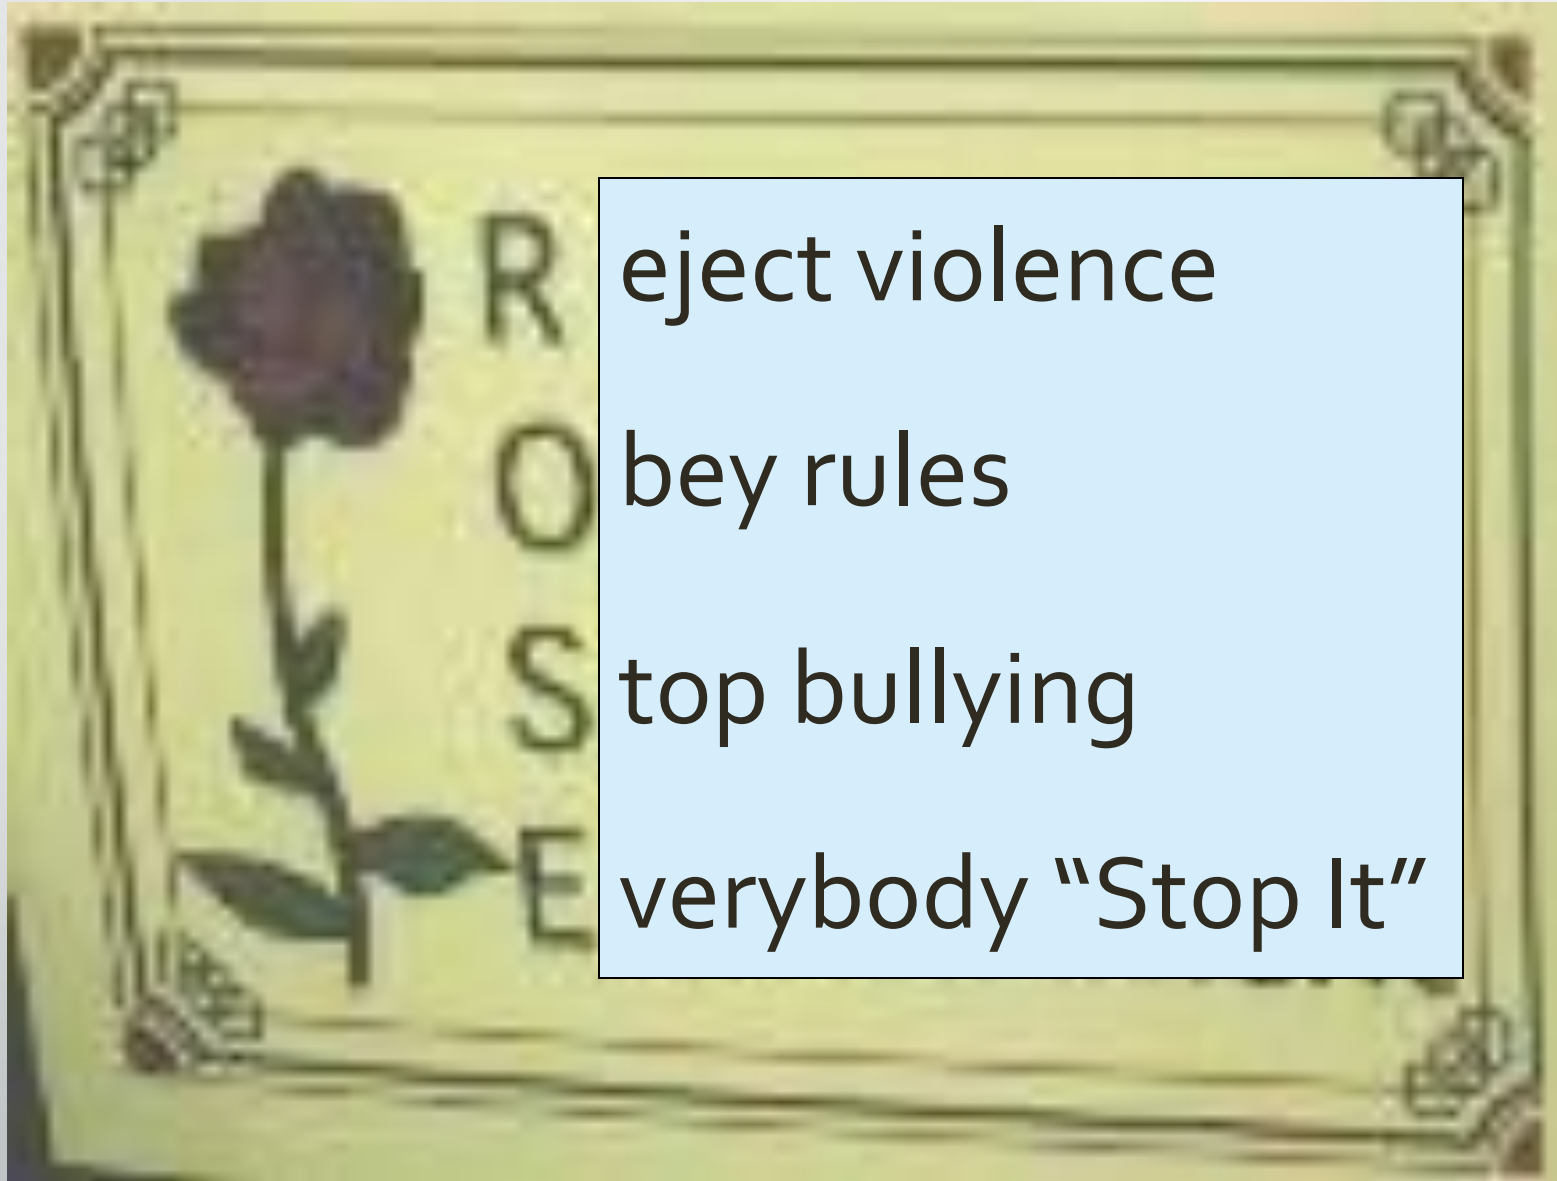 R eject violence
O bey rules
S top bullying
E verybody “Stop It”